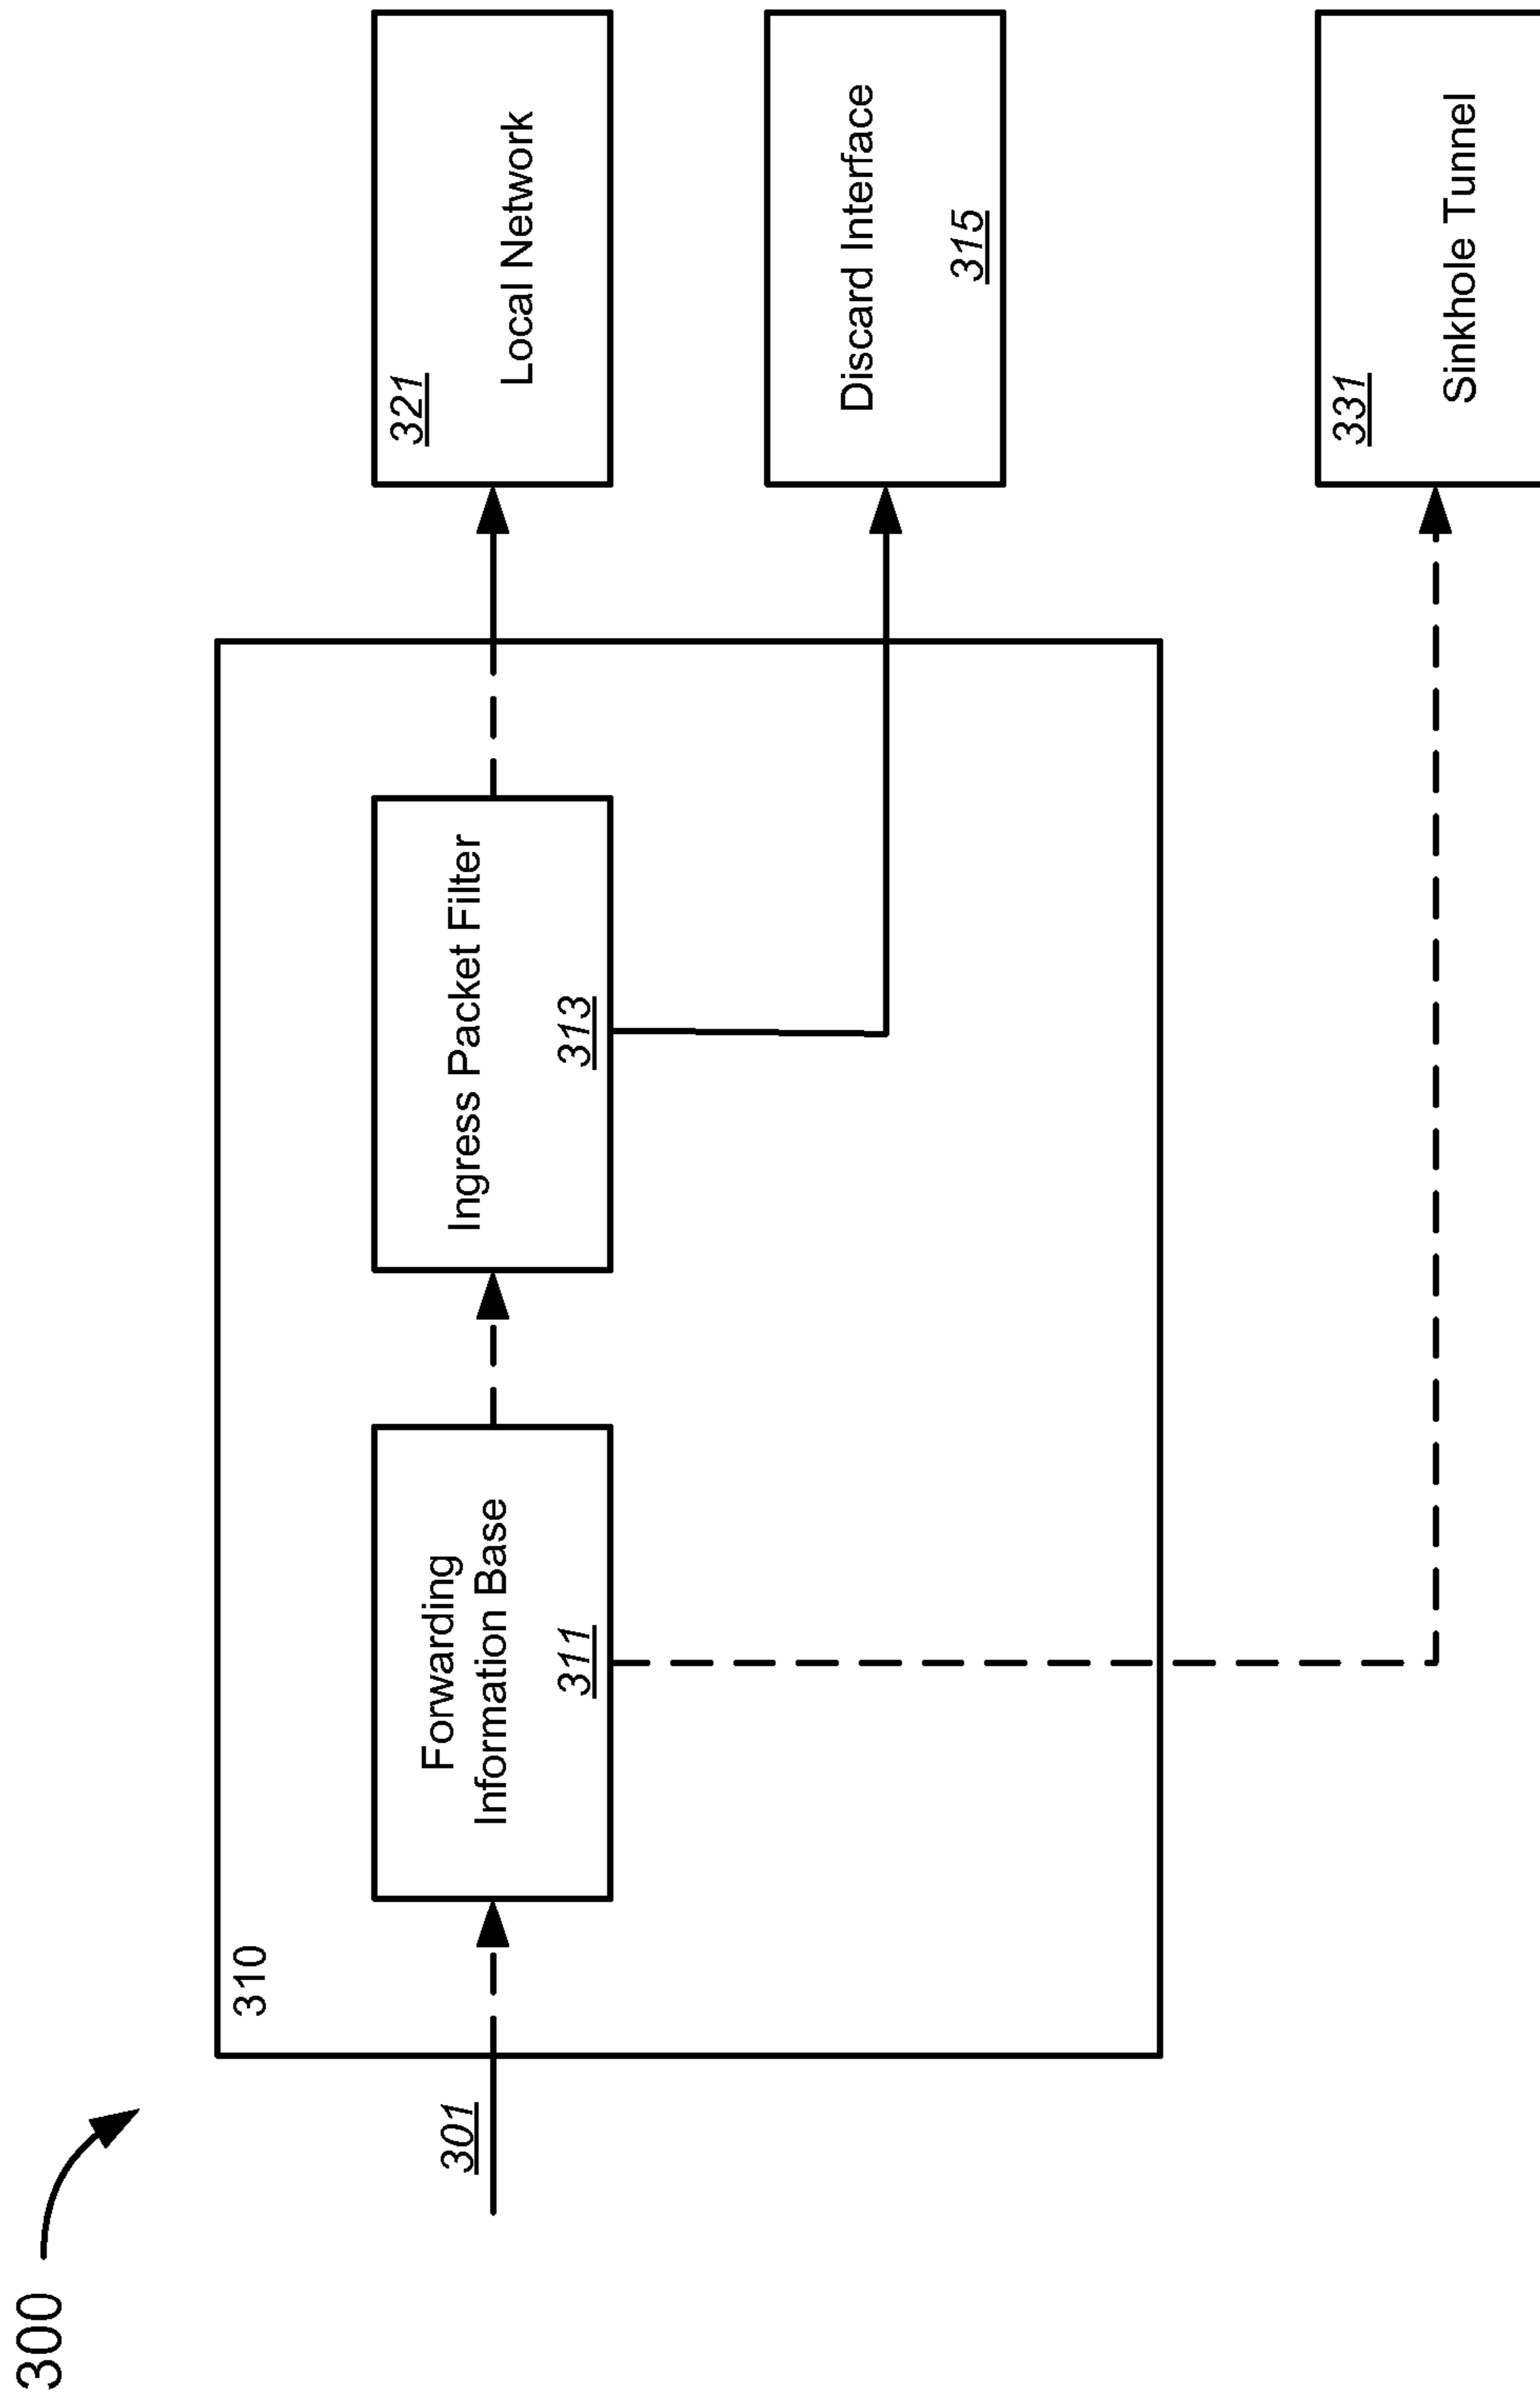 300
301
310
Forwarding
Information Base
311
Ingress Packet Filter
313
321
Local Network
Discard Interface
315
331
Sinkhole Tunnel